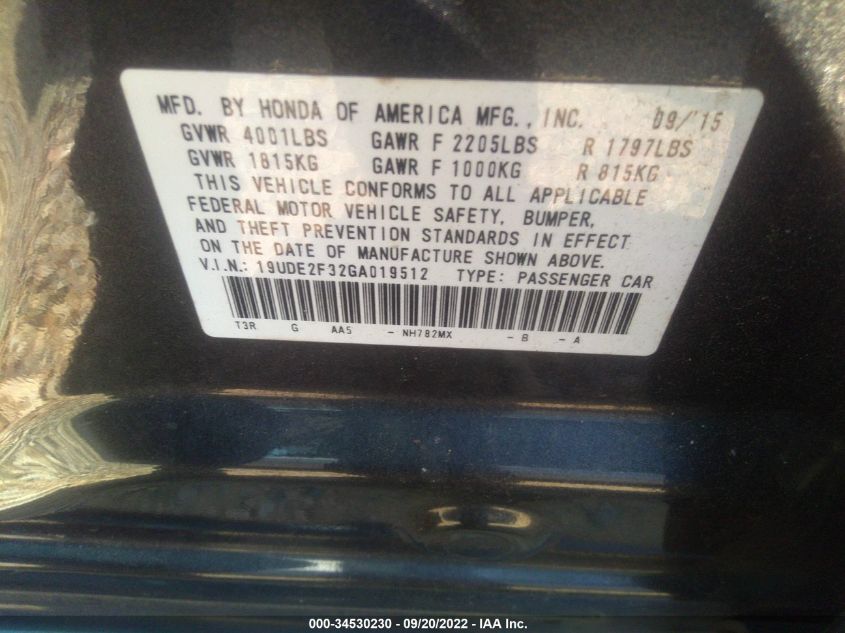 MFD. BY HONDA OF AMERICA MFG., INC. 09/'15
GVWR 4001LBS GAWR F 2205LBS R 1797LBS
GVWR 1815KG GAWR F 1000KG R 815KG
THIS VEHICLE CONFORMS TO ALL APPLICABLE
FEDERAL MOTOR VEHICLE SAFETY, BUMPER,
AND THEFT PREVENTION STANDARDS IN EFFECT
ON THE DATE OF MANUFACTURE SHOWN ABOVE.
V.I.N.: 19UDE2F32GA019512 TYPE: PASSENGER CAR
T3R G AA5 - NH782MX - B - A
000-34530230 - 09/20/2022 - IAA Inc.